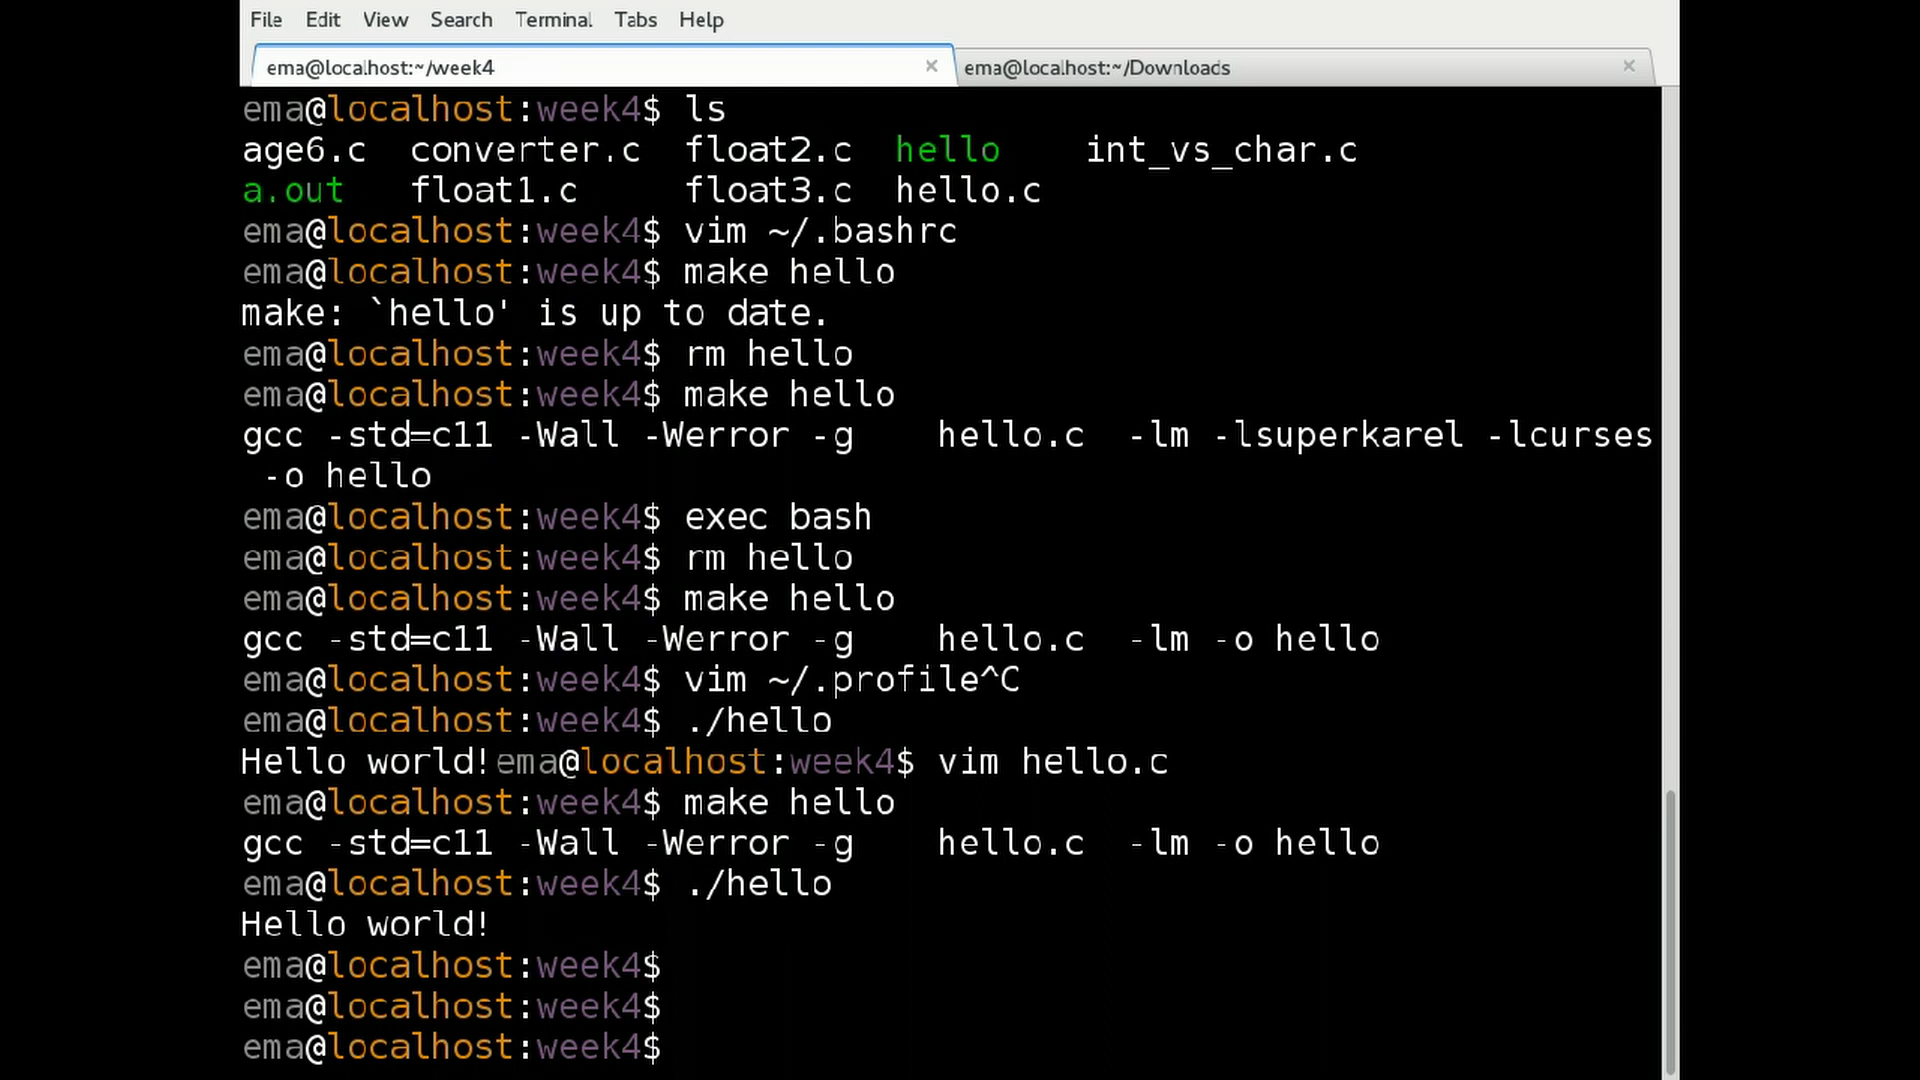 File Edit View Search Terminal Tabs Help
ema@localhost:~/week4 × ema@localhost:~/Downloads ×
ema@localhost:week4$ ls
age6.c converter.c float2.c hello int_vs_char.c
a.out float1.c float3.c hello.c
ema@localhost:week4$ vim ~/.bashrc
ema@localhost:week4$ make hello
make: `hello' is up to date.
ema@localhost:week4$ rm hello
ema@localhost:week4$ make hello
gcc -std=c11 -Wall -Werror -g hello.c -lm -lsuperkarel -lcurses
-o hello
ema@localhost:week4$ exec bash
ema@localhost:week4$ rm hello
ema@localhost:week4$ make hello
gcc -std=c11 -Wall -Werror -g hello.c -lm -o hello
ema@localhost:week4$ vim ~/.profile^C
ema@localhost:week4$ ./hello
Hello world!ema@localhost:week4$ vim hello.c
ema@localhost:week4$ make hello
gcc -std=c11 -Wall -Werror -g hello.c -lm -o hello
ema@localhost:week4$ ./hello
Hello world!
ema@localhost:week4$
ema@localhost:week4$
ema@localhost:week4$